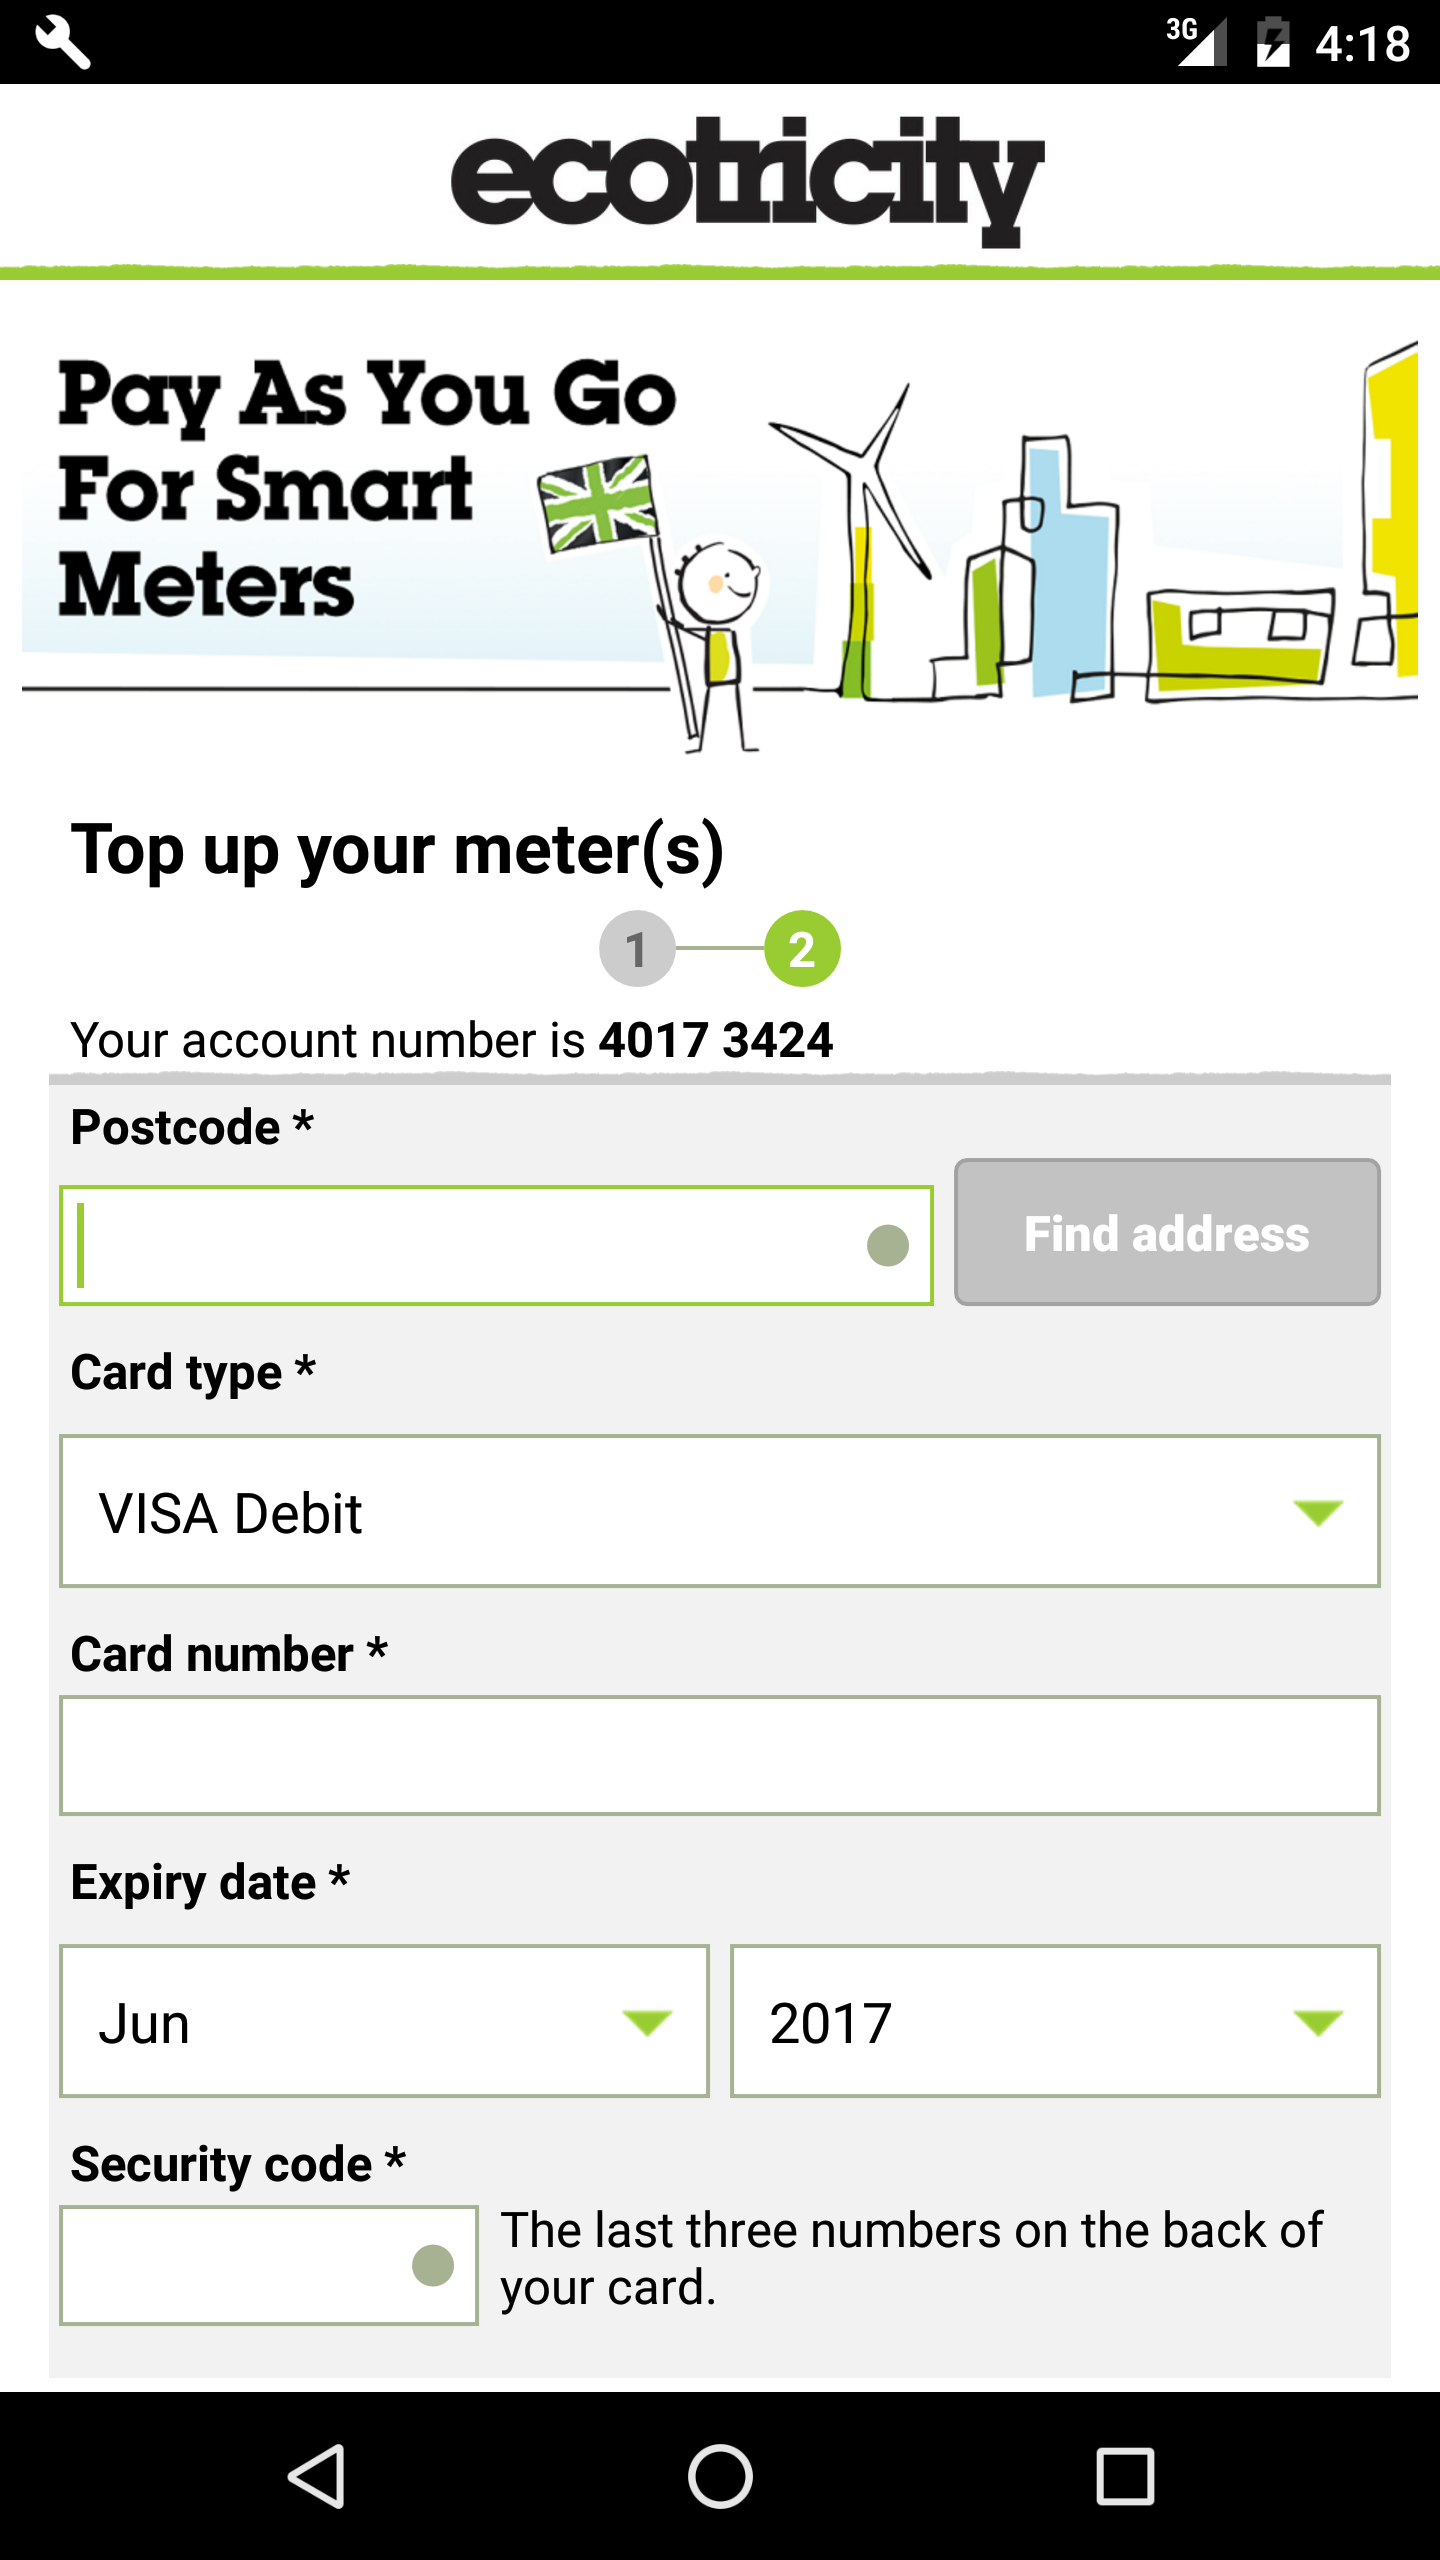 3G 4:18
ecotricity
Pay As You Go
For Smart
Meters
Top up your meter(s)
1 2
Your account number is 4017 3424
Postcode *
Find address
Card type *
VISA Debit
Card number *
Expiry date *
Jun 2017
Security code *
The last three numbers on the back of
your card.